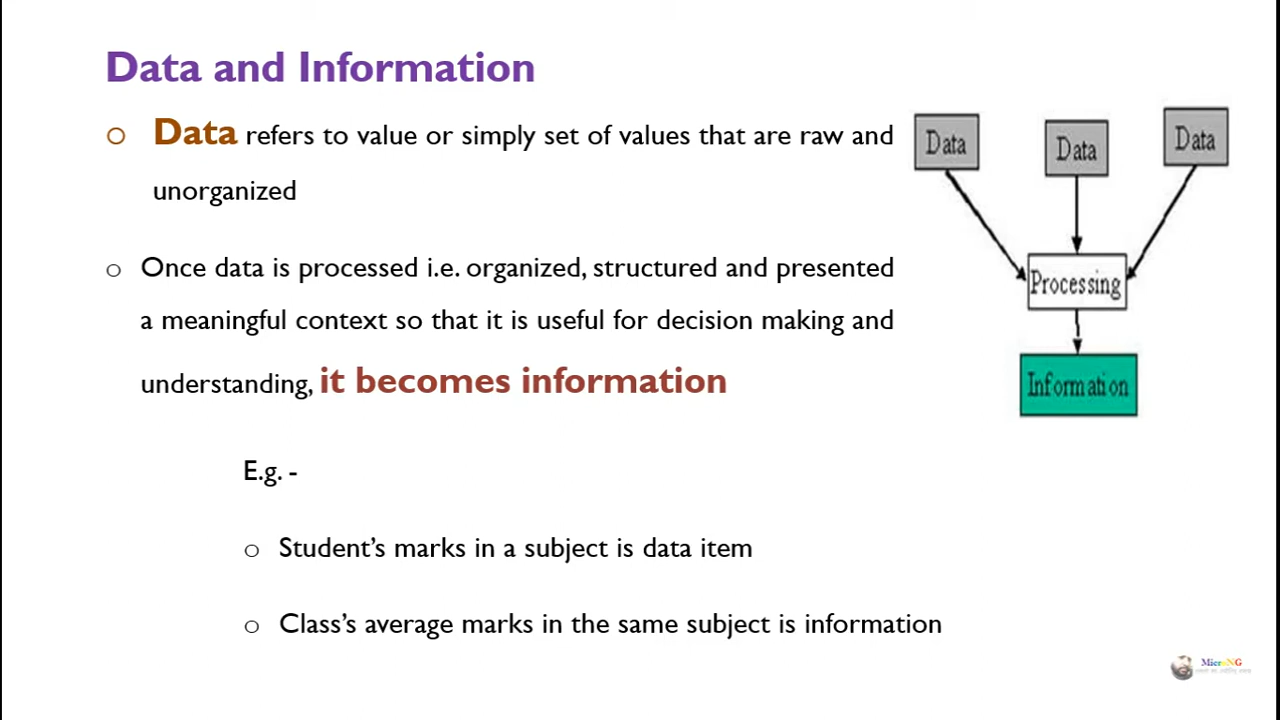 Data and Information
Data refers to value or simply set of values that are raw and
unorganized
Once data is processed i.e. organized, structured and presented
a meaningful context so that it is useful for decision making and
understanding, it becomes information
E.g. -
Student’s marks in a subject is data item
Class’s average marks in the same subject is information
Data
Data
Data
Processing
Information
MicroNG